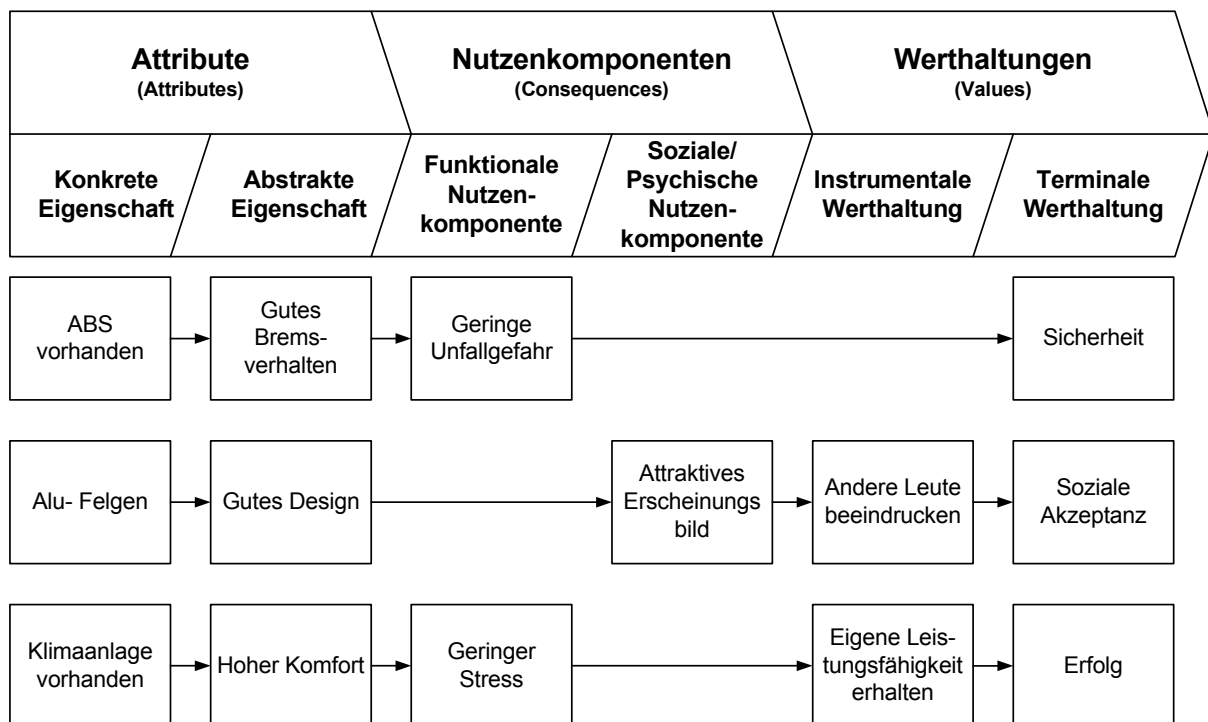 Attribute
(Attributes)
Nutzenkomponenten
(Consequences)
Werthaltungen
(Values)
Konkrete
Eigenschaft
Abstrakte
Eigenschaft
Funktionale
Nutzen-
komponente
Soziale/
Psychische
Nutzen-
komponente
Instrumentale
Werthaltung
Terminale
Werthaltung
ABS
vorhanden
Gutes
Brems-
verhalten
Geringe
Unfallgefahr
Sicherheit
Alu- Felgen
Gutes Design
Attraktives
Erscheinungs
bild
Andere Leute
beeindrucken
Soziale
Akzeptanz
Klimaanlage
vorhanden
Hoher Komfort
Geringer
Stress
Eigene Leis-
tungsfähigkeit
erhalten
Erfolg